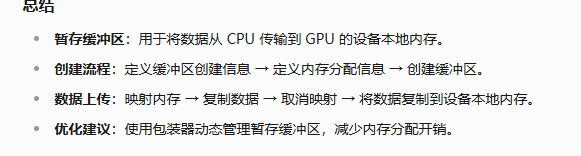 总结
• 暂存缓冲区：用于将数据从 CPU 传输到 GPU 的设备本地内存。
• 创建流程：定义缓冲区创建信息 → 定义内存分配信息 → 创建缓冲区。
• 数据上传：映射内存 → 复制数据 → 取消映射 → 将数据复制到设备本地内存。
• 优化建议：使用包装器动态管理暂存缓冲区，减少内存分配开销。